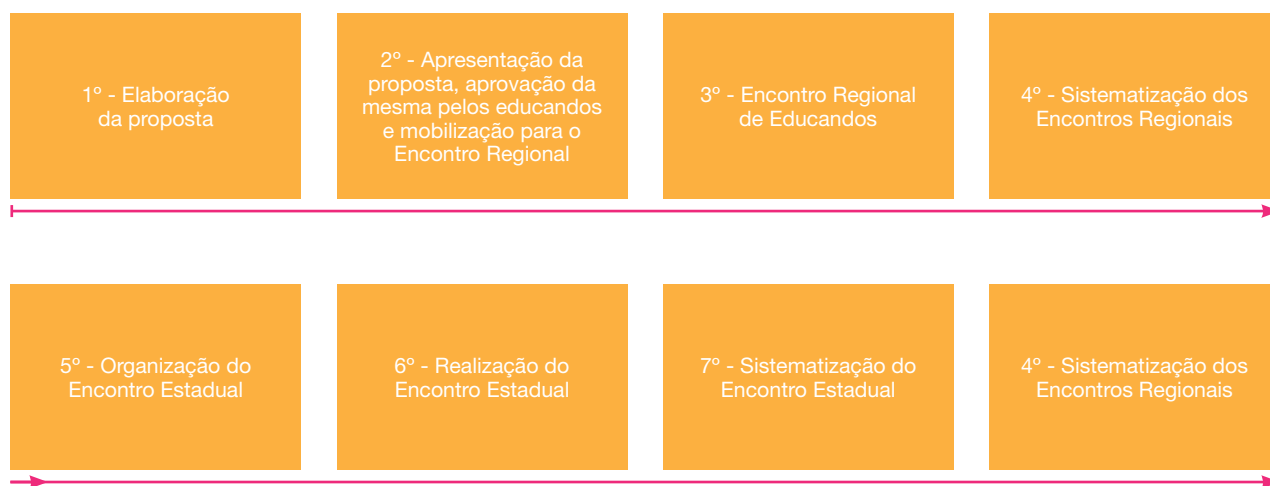 1º - Elaboração
da proposta
2º - Apresentação da
proposta, aprovação da
mesma pelos educandos
e mobilização para o
Encontro Regional
3º - Encontro Regional
de Educandos
4º - Sistematização dos
Encontros Regionais
5º - Organização do
Encontro Estadual
6º - Realização do
Encontro Estadual
7º - Sistematização do
Encontro Estadual
4º - Sistematização dos
Encontros Regionais